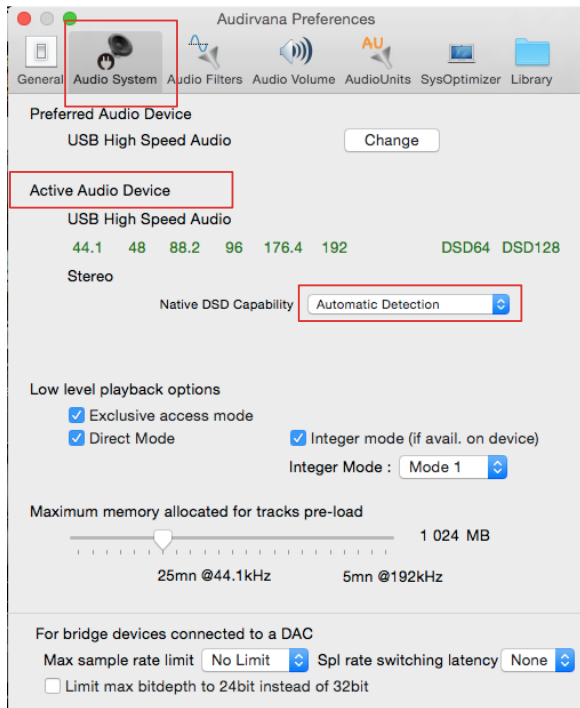 Audirvana Preferences
AU
General Audio System Audio Filters Audio Volume AudioUnits SysOptimizer Library
Preferred Audio Device
USB High Speed Audio Change
Active Audio Device
USB High Speed Audio
44.1 48 88.2 96 176.4 192 DSD64 DSD128
Stereo
Native DSD Capability Automatic Detection
Low level playback options
Exclusive access mode
Direct Mode Integer mode (if avail. on device)
Integer Mode : Mode 1
Maximum memory allocated for tracks pre-load
1 024 MB
25mn @44.1kHz 5mn @192kHz
For bridge devices connected to a DAC
Max sample rate limit No Limit Spl rate switching latency None
Limit max bitdepth to 24bit instead of 32bit